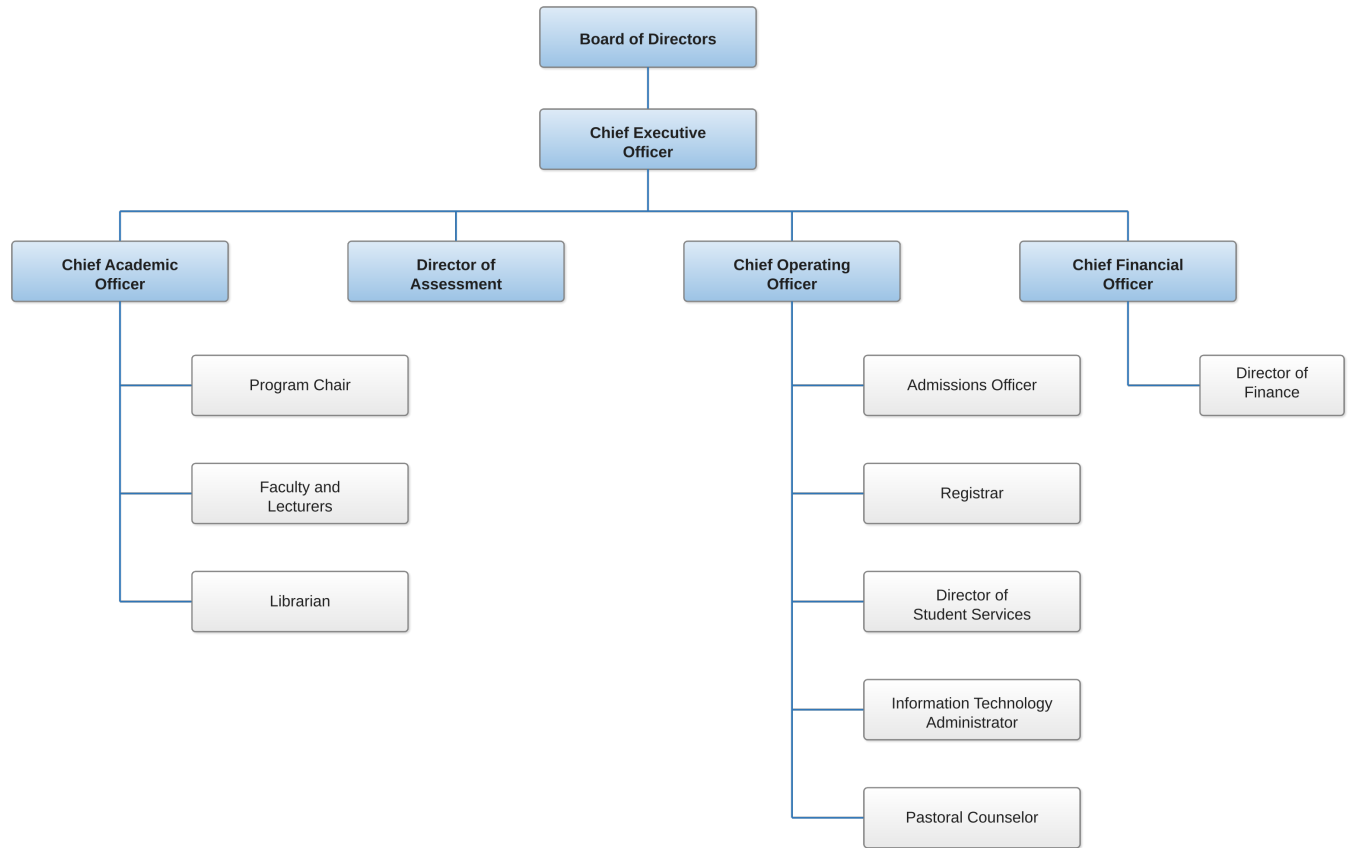 Board of Directors
Chief Executive
Officer
Chief Academic
Officer
Director of
Assessment
Chief Operating
Officer
Chief Financial
Officer
Program Chair
Faculty and
Lecturers
Librarian
Admissions Officer
Registrar
Director of
Student Services
Information Technology
Administrator
Pastoral Counselor
Director of
Finance